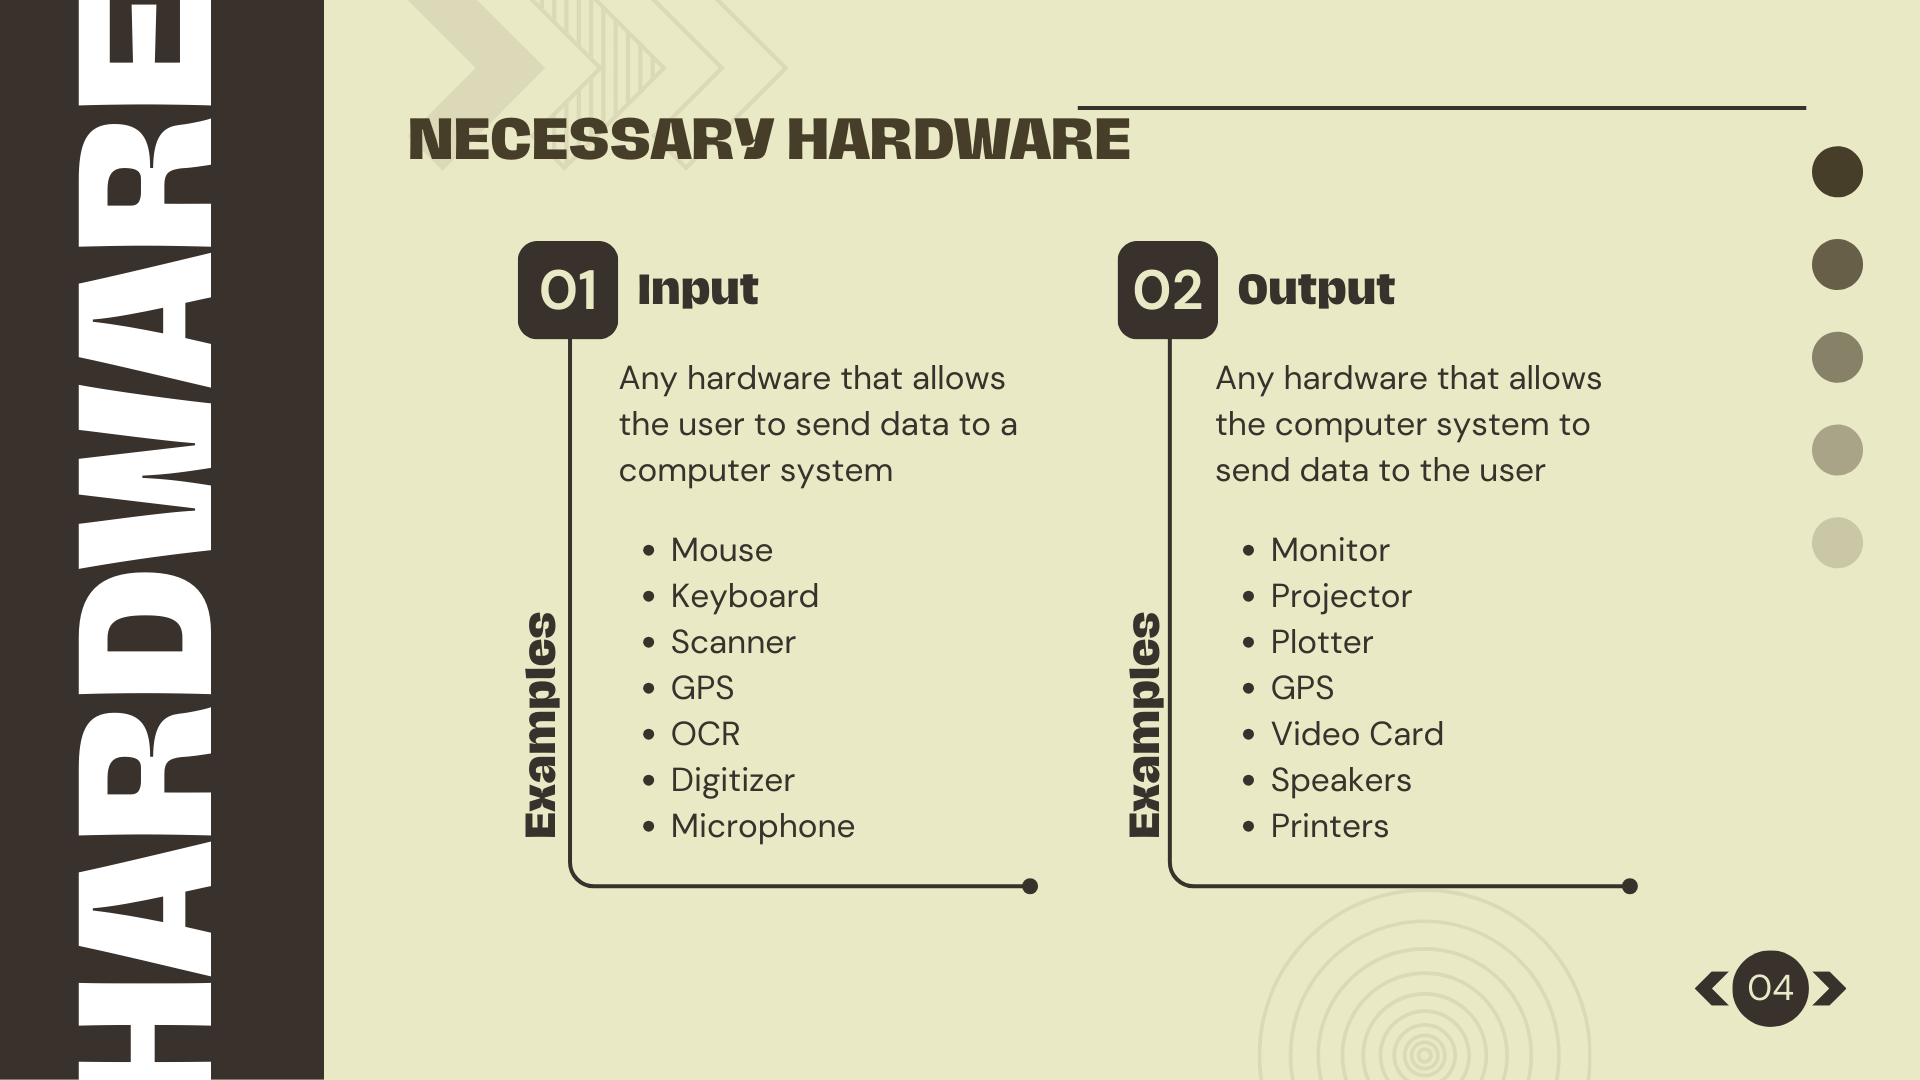 HARDWARE
NECESSARY HARDWARE
01
Input
Any hardware that allows
the user to send data to a
computer system
Examples
Mouse
Keyboard
Scanner
GPS
OCR
Digitizer
Microphone
02
Output
Any hardware that allows
the computer system to
send data to the user
Examples
Monitor
Projector
Plotter
GPS
Video Card
Speakers
Printers
04